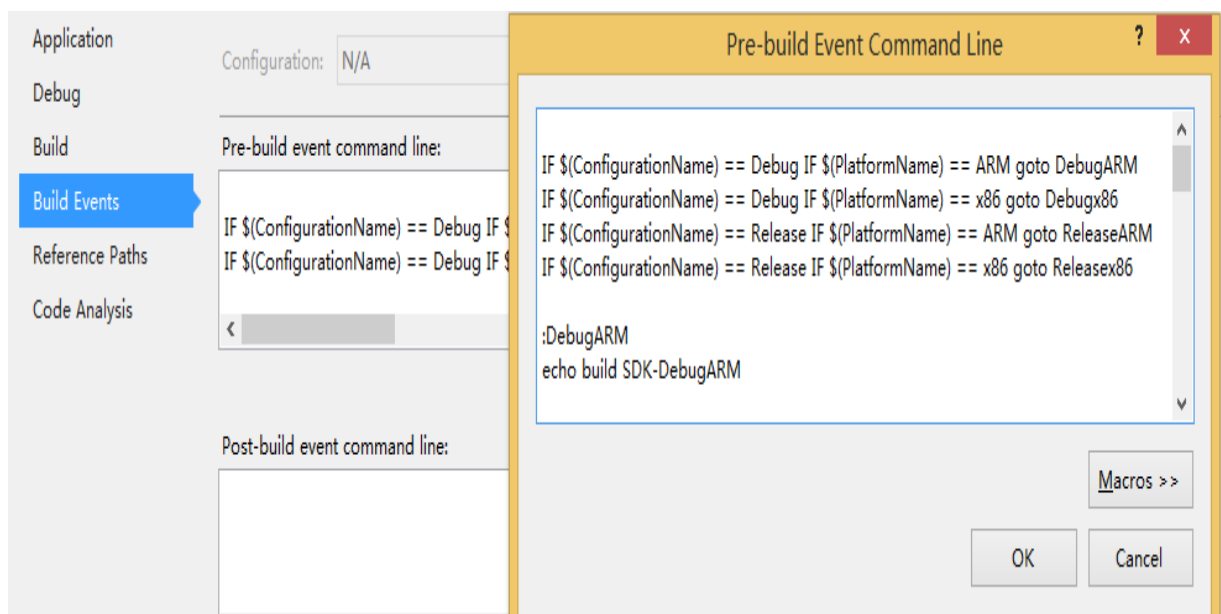 Application
Debug
Build
Build Events
Reference Paths
Code Analysis
Configuration: N/A
Pre-build event command line:
IF $(ConfigurationName) == Debug IF $
IF $(ConfigurationName) == Debug IF $
Post-build event command line:
Pre-build Event Command Line
? x
IF $(ConfigurationName) == Debug IF $(PlatformName) == ARM goto DebugARM
IF $(ConfigurationName) == Debug IF $(PlatformName) == x86 goto Debugx86
IF $(ConfigurationName) == Release IF $(PlatformName) == ARM goto ReleaseARM
IF $(ConfigurationName) == Release IF $(PlatformName) == x86 goto Releasex86
:DebugARM
echo build SDK-DebugARM
Macros >>
OK
Cancel